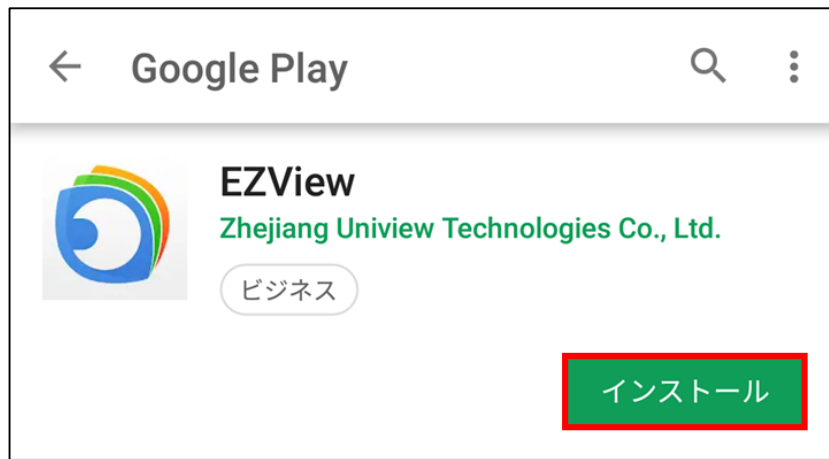 Google Play
EZView
Zhejiang Uniview Technologies Co., Ltd.
ビジネス
インストール